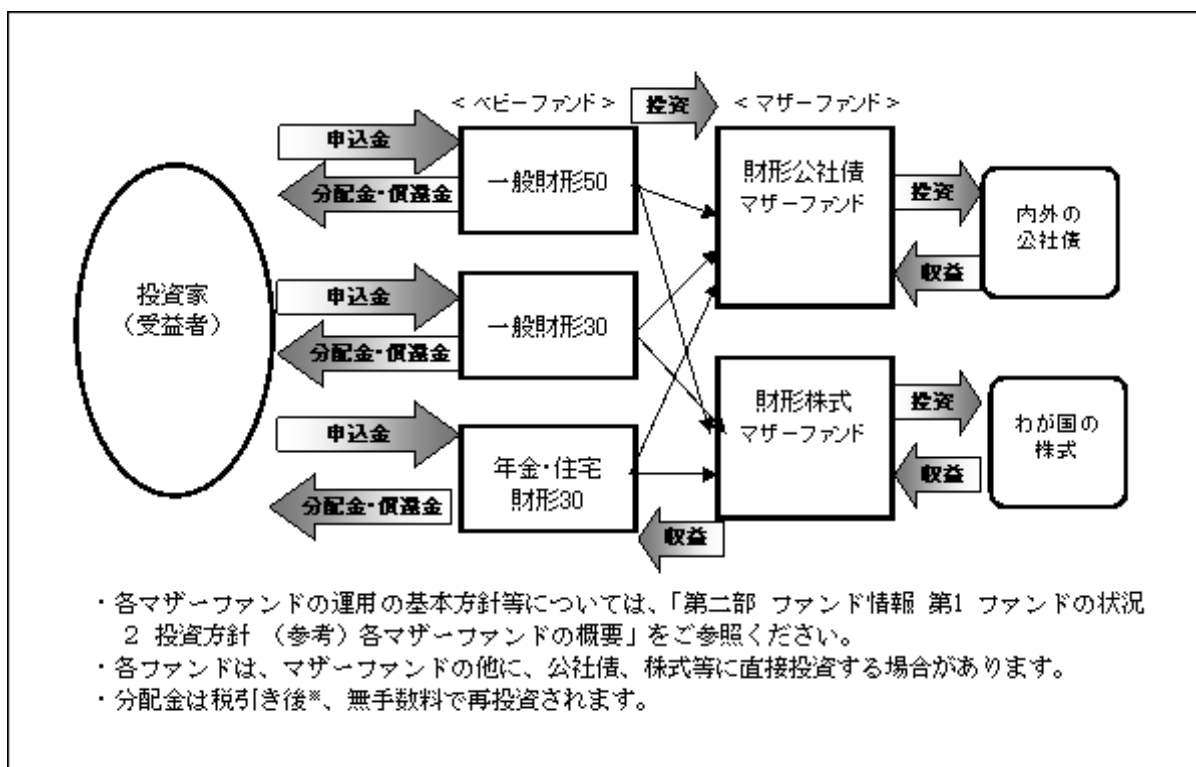 <ベビーファンド>
投資
<マザーファンド>
申込金
分配金・償還金
一般財形50
財形公社債
マザーファンド
投資
収益
内外の
公社債
投資家
（受益者）
申込金
分配金・償還金
一般財形30
申込金
分配金・償還金
年金・住宅
財形30
財形株式
マザーファンド
投資
収益
わが国の
株式
収益
・各マザーファンドの運用の基本方針等については、「第二部 ファンド情報 第1 ファンドの状況
2 投資方針 （参考）各マザーファンドの概要」をご参照ください。
・各ファンドは、マザーファンドの他に、公社債、株式等に直接投資する場合があります。
・分配金は税引き後※、無手数料で再投資されます。